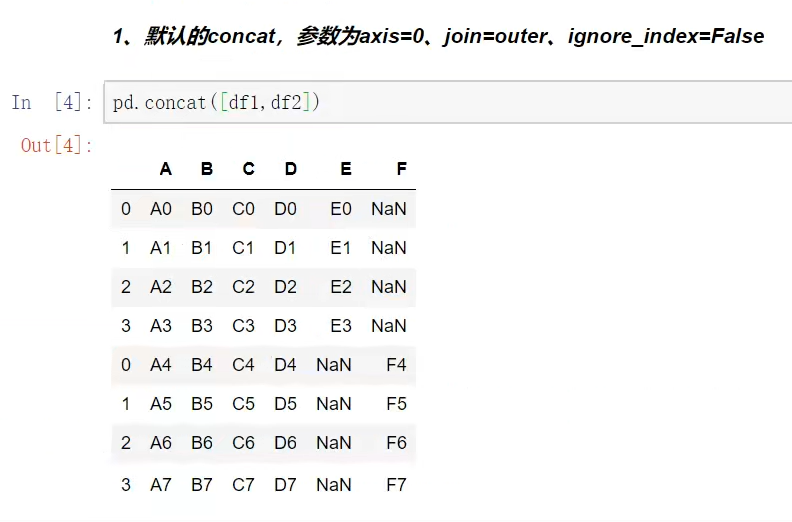 1、默认的concat，参数为axis=0、join=outer、ignore_index=False
In [4]: pd.concat([df1,df2])
Out[4]:
A B C D E F
0 A0 B0 C0 D0 E0 NaN
1 A1 B1 C1 D1 E1 NaN
2 A2 B2 C2 D2 E2 NaN
3 A3 B3 C3 D3 E3 NaN
0 A4 B4 C4 D4 NaN F4
1 A5 B5 C5 D5 NaN F5
2 A6 B6 C6 D6 NaN F6
3 A7 B7 C7 D7 NaN F7